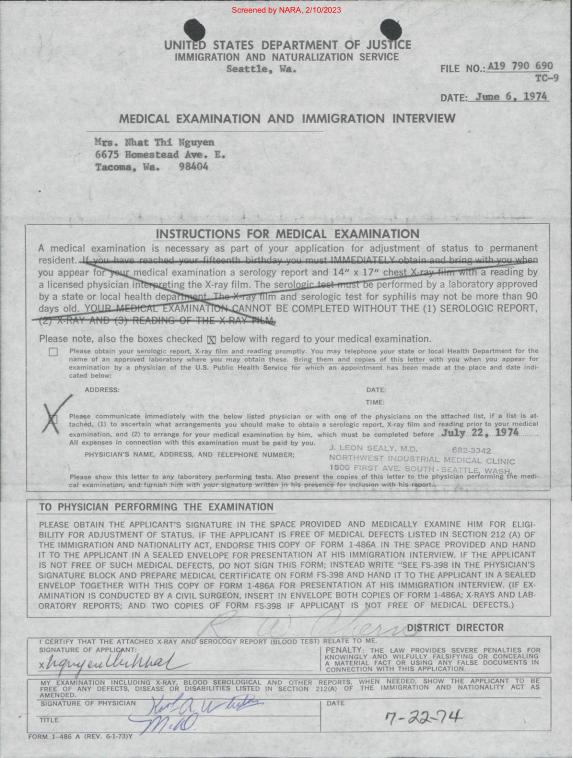 Screened by NARA, 2/10/2023
UNITED STATES DEPARTMENT OF JUSTICE
IMMIGRATION AND NATURALIZATION SERVICE
Seattle, Wa.
FILE NO.: A19 790 690
TC-9
DATE: June 6, 1974
MEDICAL EXAMINATION AND IMMIGRATION INTERVIEW
Mrs. Nhat Thi Nguyen
6675 Homestead Ave. E.
Tacoma, Wa. 98404
INSTRUCTIONS FOR MEDICAL EXAMINATION
A medical examination is necessary as part of your application for adjustment of status to permanent
resident. If you have reached your fifteenth birthday you must IMMEDIATELY obtain and bring with you when
you appear for your medical examination a serology report and 14" x 17" chest X-ray film with a reading by
a licensed physician interpreting the X-ray film. The serologic test must be performed by a laboratory approved
by a state or local health department. The X-ray film and serologic test for syphilis may not be more than 90
days old. YOUR MEDICAL EXAMINATION CANNOT BE COMPLETED WITHOUT THE (1) SEROLOGIC REPORT,
(2) X-RAY AND (3) READING OF THE X-RAY FILM.
Please note, also the boxes checked X below with regard to your medical examination.
Please obtain your serologic report, X-ray film and reading promptly. You may telephone your state or local Health Department for the
name of an approved laboratory where you may obtain these. Bring them and copies of this letter with you when you appear for
examination by a physician of the U.S. Public Health Service for which an appointment has been made at the place and date indi-
cated below:
ADDRESS:
DATE:
TIME:
X Please communicate immediately with the below listed physician or with one of the physicians on the attached list, if a list is at-
tached, (1) to ascertain what arrangements you should make to obtain a serologic report, X-ray film and reading prior to your medical
examination, and (2) to arrange for your medical examination by him, which must be completed before July 22, 1974
All expenses in connection with this examination must be paid by you.
PHYSICIAN'S NAME, ADDRESS, AND TELEPHONE NUMBER:
J. LEON SEALY, M.D. 682-3342
NORTHWEST INDUSTRIAL MEDICAL CLINIC
1500 FIRST AVE. SOUTH - SEATTLE, WASH.
Please show this letter to any laboratory performing tests. Also present the copies of this letter to the physician performing the medi-
cal examination, and furnish him with your signature written in his presence for inclusion with his report.
TO PHYSICIAN PERFORMING THE EXAMINATION
PLEASE OBTAIN THE APPLICANT'S SIGNATURE IN THE SPACE PROVIDED AND MEDICALLY EXAMINE HIM FOR ELIGI-
BILITY FOR ADJUSTMENT OF STATUS. IF THE APPLICANT IS FREE OF MEDICAL DEFECTS LISTED IN SECTION 212 (A) OF
THE IMMIGRATION AND NATIONALITY ACT, ENDORSE THIS COPY OF FORM 1-486A IN THE SPACE PROVIDED AND HAND
IT TO THE APPLICANT IN A SEALED ENVELOPE FOR PRESENTATION AT HIS IMMIGRATION INTERVIEW. IF THE APPLICANT
IS NOT FREE OF SUCH MEDICAL DEFECTS, DO NOT SIGN THIS FORM; INSTEAD WRITE "SEE FS-398 IN THE PHYSICIAN'S
SIGNATURE BLOCK AND PREPARE MEDICAL CERTIFICATE ON FORM FS-398 AND HAND IT TO THE APPLICANT IN A SEALED
ENVELOP TOGETHER WITH THIS COPY OF FORM 1-486A FOR PRESENTATION AT HIS IMMIGRATION INTERVIEW. (IF EX-
AMINATION IS CONDUCTED BY A CIVIL SURGEON, INSERT IN ENVELOPE BOTH COPIES OF FORM 1-486A; X-RAYS AND LAB-
ORATORY REPORTS; AND TWO COPIES OF FORM FS-398 IF APPLICANT IS NOT FREE OF MEDICAL DEFECTS.)
DISTRICT DIRECTOR
I CERTIFY THAT THE ATTACHED X-RAY AND SEROLOGY REPORT (BLOOD TEST) RELATE TO ME.
SIGNATURE OF APPLICANT:
x nguyen thi nhat
PENALTY: THE LAW PROVIDES SEVERE PENALTIES FOR
KNOWINGLY AND WILFULLY FALSIFYING OR CONCEALING
A MATERIAL FACT OR USING ANY FALSE DOCUMENTS IN
CONNECTION WITH THIS APPLICATION.
MY EXAMINATION INCLUDING X-RAY, BLOOD SEROLOGICAL AND OTHER REPORTS, WHEN NEEDED, SHOW THE APPLICANT TO BE
FREE OF ANY DEFECTS, DISEASE OR DISABILITIES LISTED IN SECTION 212(A) OF THE IMMIGRATION AND NATIONALITY ACT AS
AMENDED.
SIGNATURE OF PHYSICIAN
TITLE M.D.
DATE
7-22-74
FORM 1-486 A (REV. 6-1-73)Y